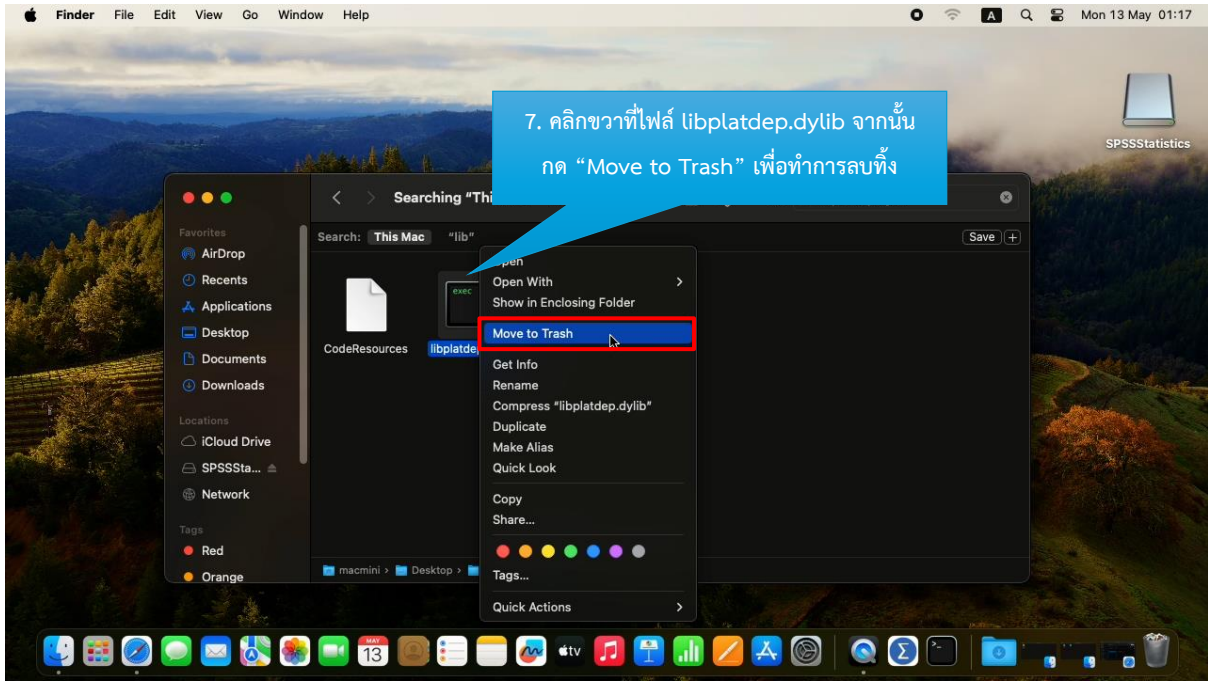 Finder File Edit View Go Window Help A Mon 13 May 01:17
7. คลิกขวาที่ไฟล์ libplatdep.dylib จากนั้น
กด “Move to Trash” เพื่อทำการลบทิ้ง
SPSSStatistics
Searching
Favorites
AirDrop
Recents
Applications
Desktop
Documents
Downloads
Locations
iCloud Drive
SPSSSta...
Network
Tags
Red
Orange
Search: This Mac "lib" Save +
CodeResources
exec
Open With
Show in Enclosing Folder
Move to Trash
Get Info
Rename
Compress "libplatdep.dylib"
Duplicate
Make Alias
Quick Look
Copy
Share...
Tags...
Quick Actions
macmini › Desktop ›
MAY
13
tv